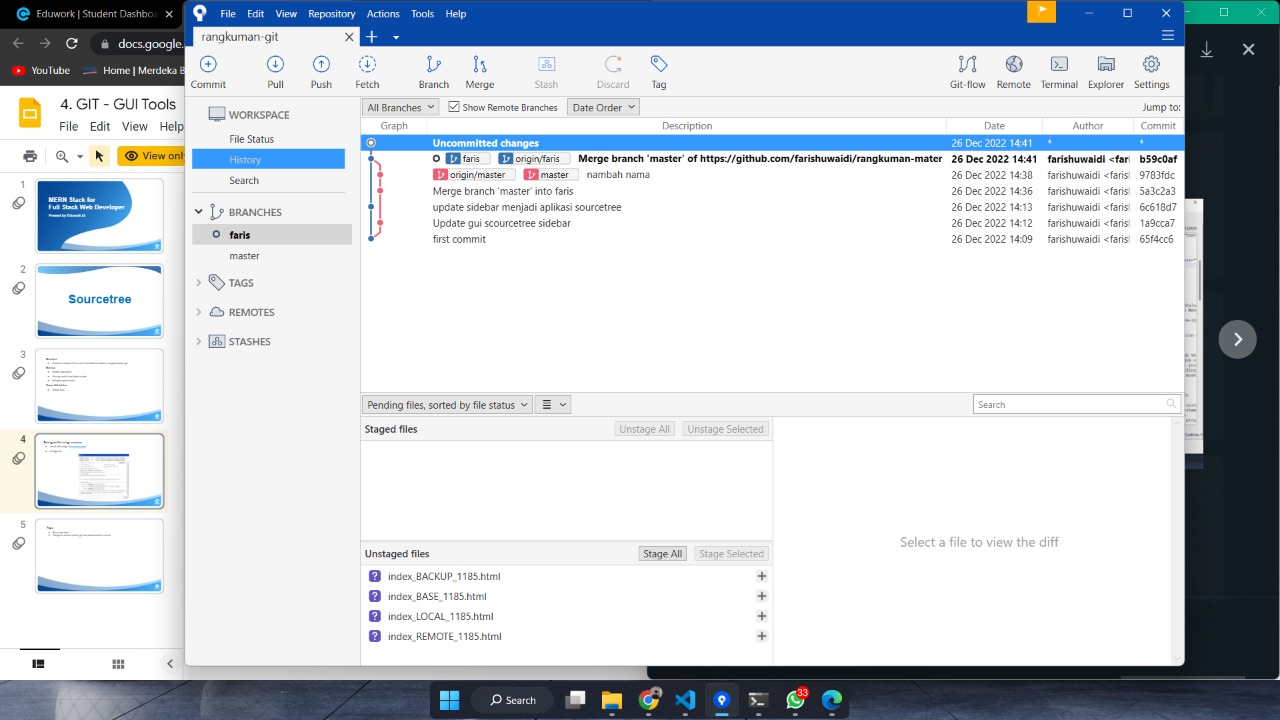 Eduwork | Student Dashboa
docs.google.
YouTube
Home | Merdeka B
4. GIT - GUI Tools
File Edit View Help
View only
1
MERN Stack for
Full Stack Web Developer
Present by Eduwork.id
2
Sourcetree
3
4
5
File Edit View Repository Actions Tools Help
rangkuman-git
Commit Pull Push Fetch Branch Merge Stash Discard Tag Git-flow Remote Terminal Explorer Settings
WORKSPACE
File Status
History
Search
BRANCHES
faris
master
TAGS
REMOTES
STASHES
All Branches Show Remote Branches Date Order Jump to:
Graph Description Date Author Commit
Uncommitted changes 26 Dec 2022 14:41 * *
faris origin/faris Merge branch 'master' of https://github.com/farishuwaidi/rangkuman-mater 26 Dec 2022 14:41 farishuwaidi <far b59c0af
origin/master master nambah nama 26 Dec 2022 14:38 farishuwaidi <faris 9783fdc
Merge branch 'master' into faris 26 Dec 2022 14:36 farishuwaidi <faris 5a3c2a3
update sidebar menjadi aplikasi sourcetree 26 Dec 2022 14:13 farishuwaidi <faris 6c618d7
Update gui scourcetree sidebar 26 Dec 2022 14:12 farishuwaidi <faris 1a9cca7
first commit 26 Dec 2022 14:09 farishuwaidi <faris 65f4cc6
Pending files, sorted by file status
Search
Staged files Unstage All Unstage Selected
Unstaged files Stage All Stage Selected
index_BACKUP_1185.html
index_BASE_1185.html
index_LOCAL_1185.html
index_REMOTE_1185.html
Select a file to view the diff
Search
33